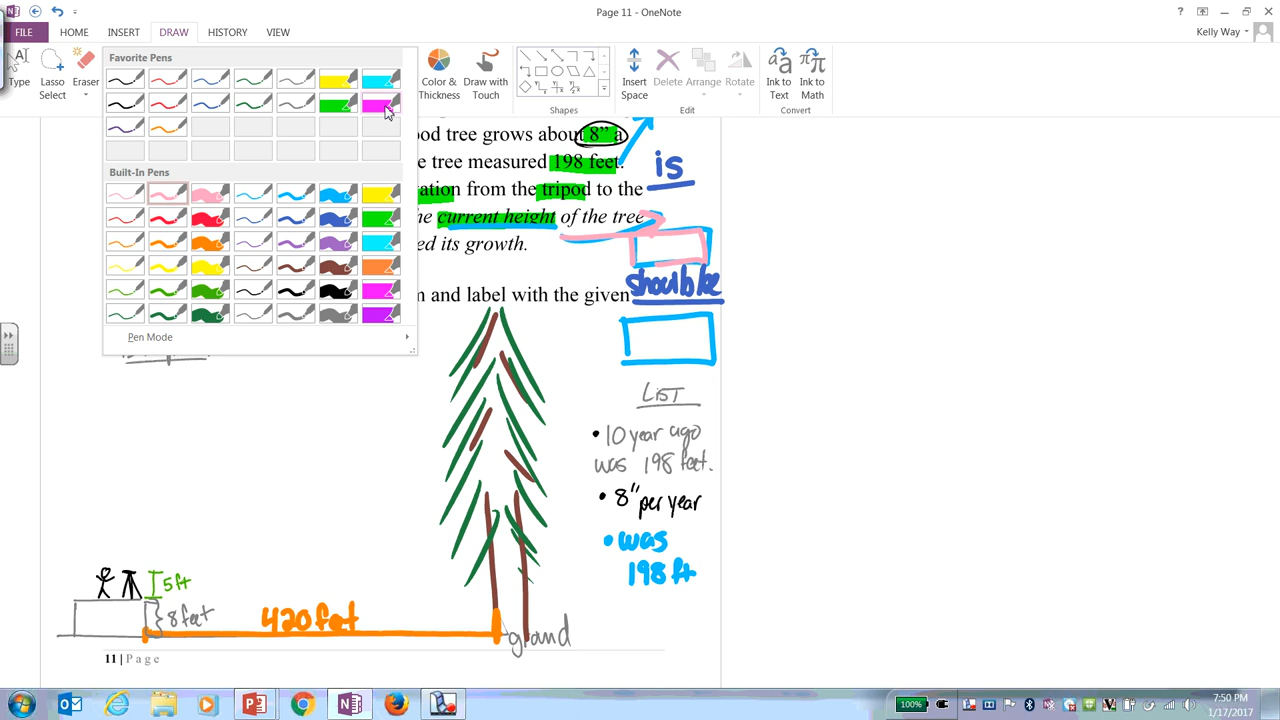 Page 11 - OneNote
Kelly Way
FILE HOME INSERT DRAW HISTORY VIEW
Favorite Pens
Built-In Pens
Pen Mode
Type
Lasso Select
Eraser
Color & Thickness
Draw with Touch
Shapes
Insert Space
Delete Arrange Rotate
Edit
Ink to Text
Ink to Math
Convert
ood tree grows about 8” a
e tree measured 198 feet.
vation from the tripod to the
he current height of the tree
ed its growth.
m and label with the given
is
should be
LIST
• 10 year ago
was 198 feet.
• 8" per year
• was
198 ft
5ft
8 feet
420 feet
ground
11 | Page
100%
7:50 PM
1/17/2017